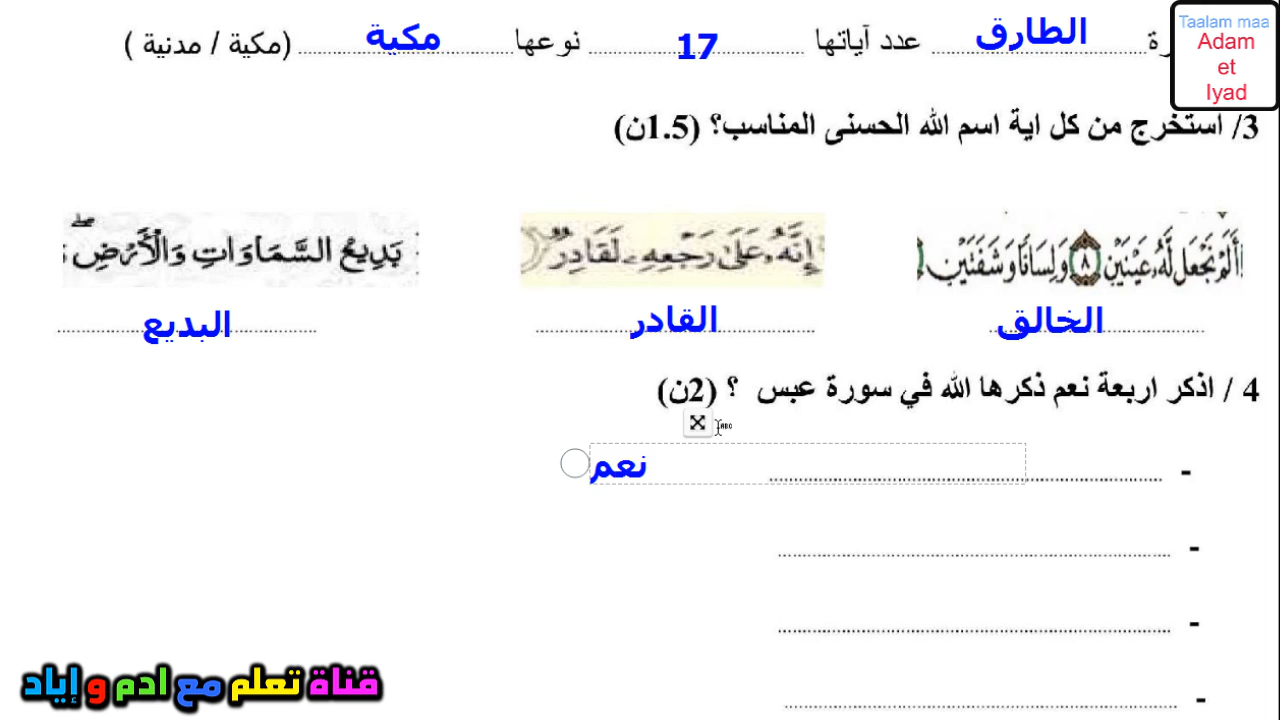 Taalam maa
Adam
et
Iyad
رة الطارق عدد آياتها 17 نوعها مكية (مكية / مدنية )
3/ استخرج من كل اية اسم الله الحسنى المناسب؟ (1.5ن)
أَلَمْ نَجْعَل لَّهُ عَيْنَيْنِ ٨ وَلِسَانًا وَشَفَتَيْنِ
إِنَّهُ عَلَىٰ رَجْعِهِ لَقَادِرٌ
بَدِيعُ السَّمَاوَاتِ وَالْأَرْضِ
الخالق القادر البديع
4 / اذكر اربعة نعم ذكرها الله في سورة عبس ؟ (2ن)
ABC
- نعم
-
-
-
قناة تعلم مع ادم و إياد